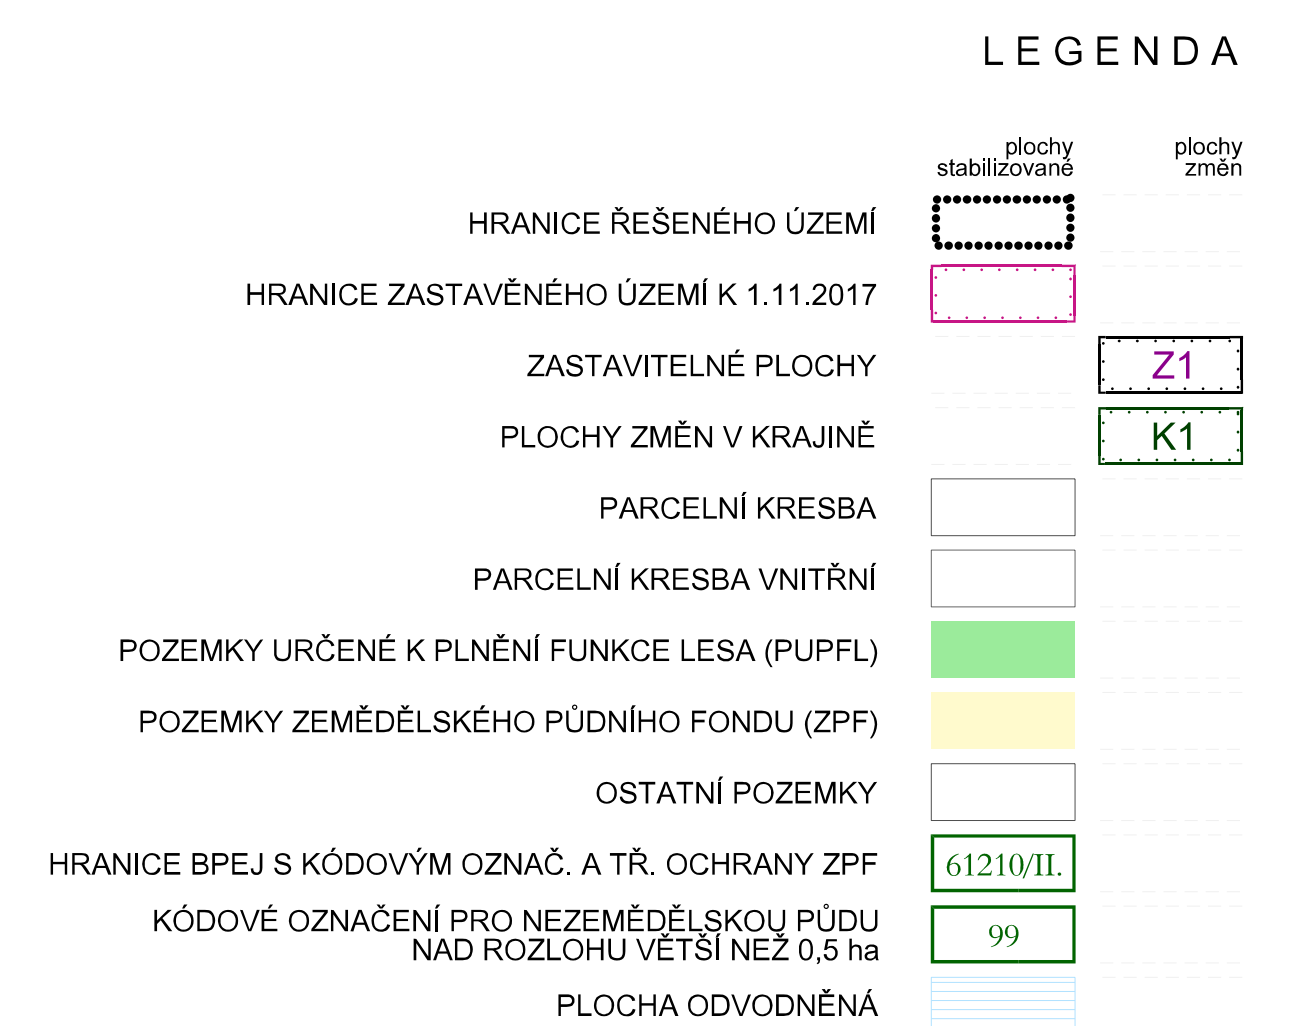 LEGENDA
plochy
stabilizované
plochy
změn
HRANICE ŘEŠENÉHO ÚZEMÍ
HRANICE ZASTAVĚNÉHO ÚZEMÍ K 1.11.2017
ZASTAVITELNÉ PLOCHY Z1
PLOCHY ZMĚN V KRAJINĚ K1
PARCELNÍ KRESBA
PARCELNÍ KRESBA VNITŘNÍ
POZEMKY URČENÉ K PLNĚNÍ FUNKCE LESA (PUPFL)
POZEMKY ZEMĚDĚLSKÉHO PŮDNÍHO FONDU (ZPF)
OSTATNÍ POZEMKY
HRANICE BPEJ S KÓDOVÝM OZNAČ. A TŘ. OCHRANY ZPF 61210/II.
KÓDOVÉ OZNAČENÍ PRO NEZEMĚDĚLSKOU PŮDU
NAD ROZLOHU VĚTŠÍ NEŽ 0,5 ha 99
PLOCHA ODVODNĚNÁ